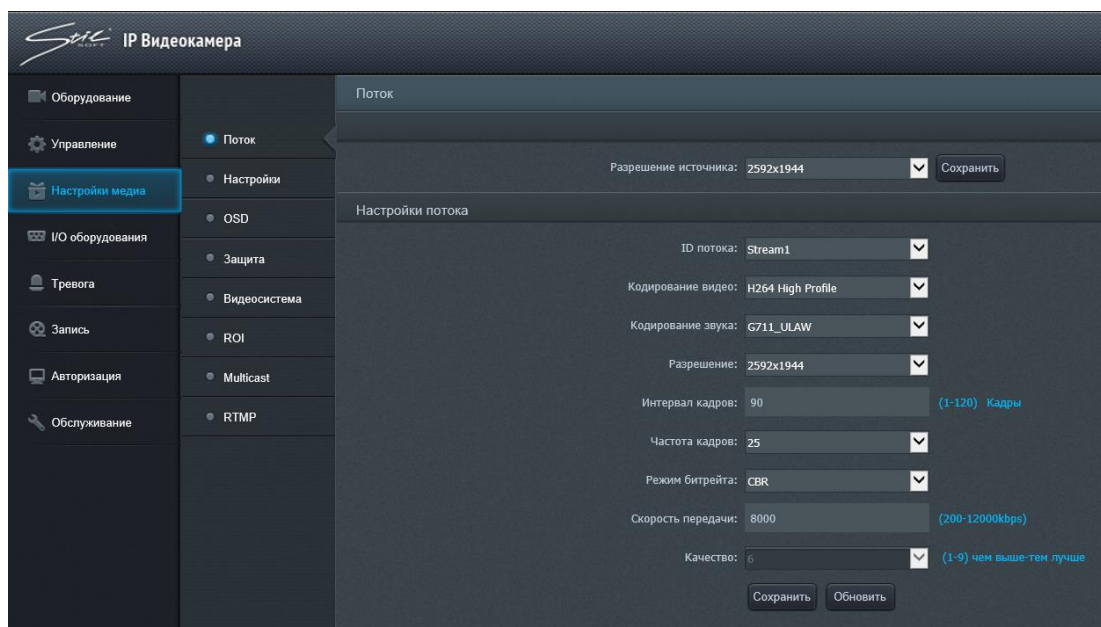 Stilsoft IP Видеокамера
Оборудование
Управление
Настройки медиа
I/O оборудования
Тревога
Запись
Авторизация
Обслуживание
Поток
Настройки
OSD
Защита
Видеосистема
ROI
Multicast
RTMP
Поток
Разрешение источника: 2592x1944 Сохранить
Настройки потока
ID потока: Stream1
Кодирование видео: H264 High Profile
Кодирование звука: G711_ULAW
Разрешение: 2592x1944
Интервал кадров: 90 (1-120) Кадры
Частота кадров: 25
Режим битрейта: CBR
Скорость передачи: 8000 (200-12000kbps)
Качество: 6 (1-9) чем выше-тем лучше
Сохранить Обновить